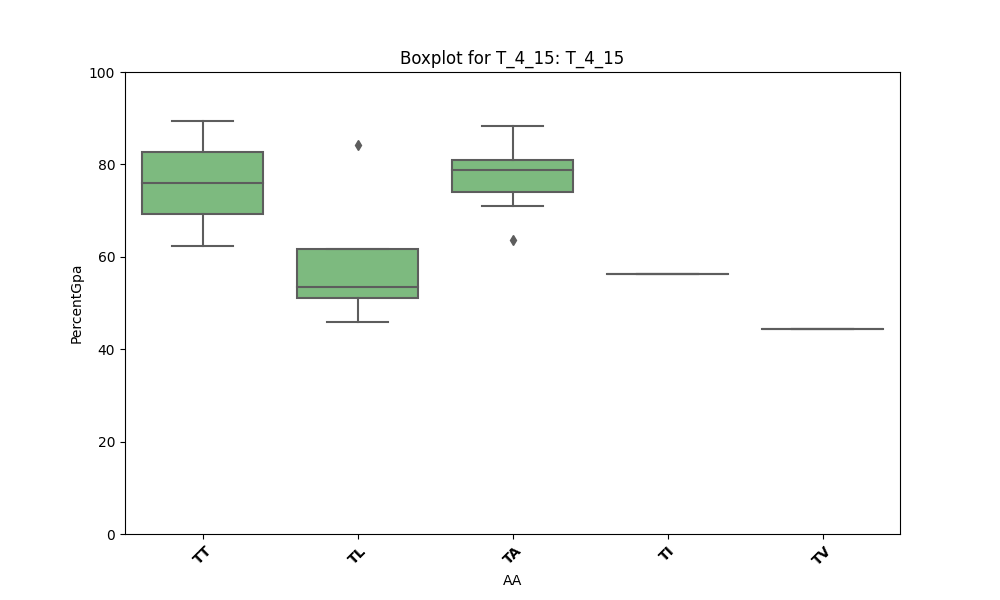 Boxplot for T_4_15: T_4_15
100
80
60
40
20
0
PercentGpa
TT
TL
TA
TI
TV
AA